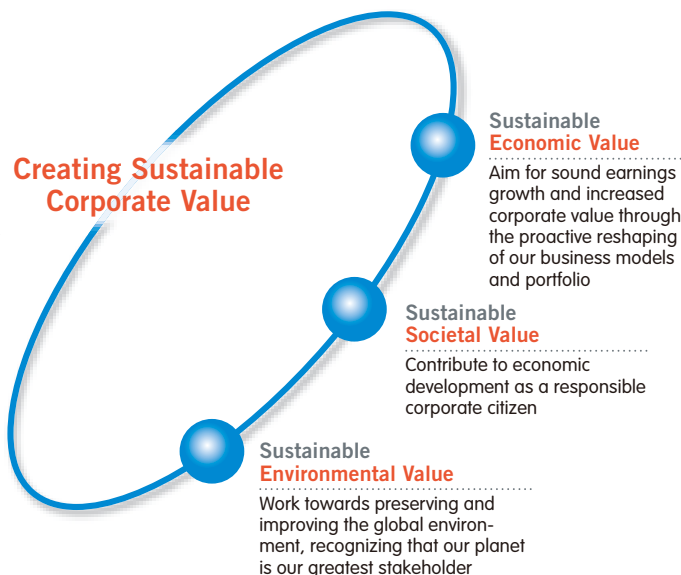 Creating Sustainable
Corporate Value
Sustainable
Economic Value
Aim for sound earnings
growth and increased
corporate value through
the proactive reshaping
of our business models
and portfolio
Sustainable
Societal Value
Contribute to economic
development as a responsible
corporate citizen
Sustainable
Environmental Value
Work towards preserving and
improving the global environ-
ment, recognizing that our planet
is our greatest stakeholder